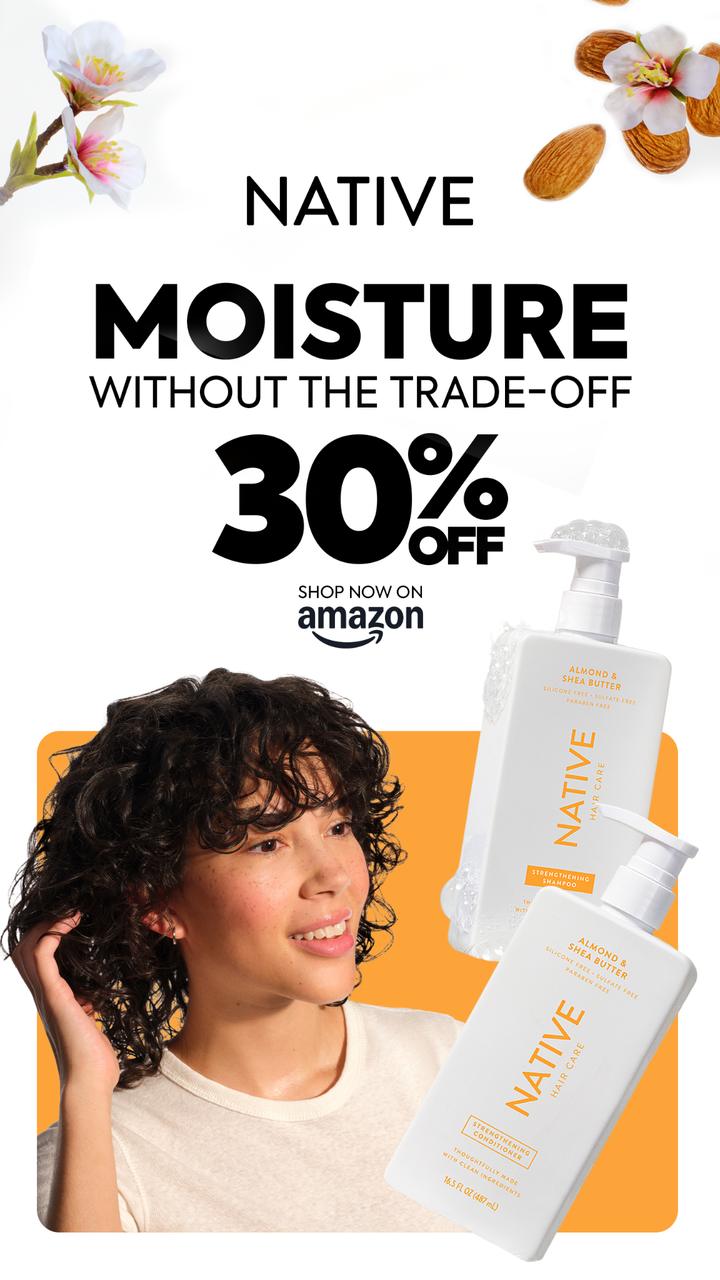 NATIVE
MOISTURE
WITHOUT THE TRADE-OFF
30% OFF
SHOP NOW ON
amazon
ALMOND &
SHEA BUTTER
SILICONE FREE • SULFATE FREE
PARABEN FREE
NATIVE
HAIR CARE
STRENGTHENING
SHAMPOO
ALMOND &
SHEA BUTTER
SILICONE FREE • SULFATE FREE
PARABEN FREE
NATIVE
HAIR CARE
STRENGTHENING
CONDITIONER
THOUGHTFULLY MADE
WITH CLEAN INGREDIENTS
16.5 FL OZ (487 mL)